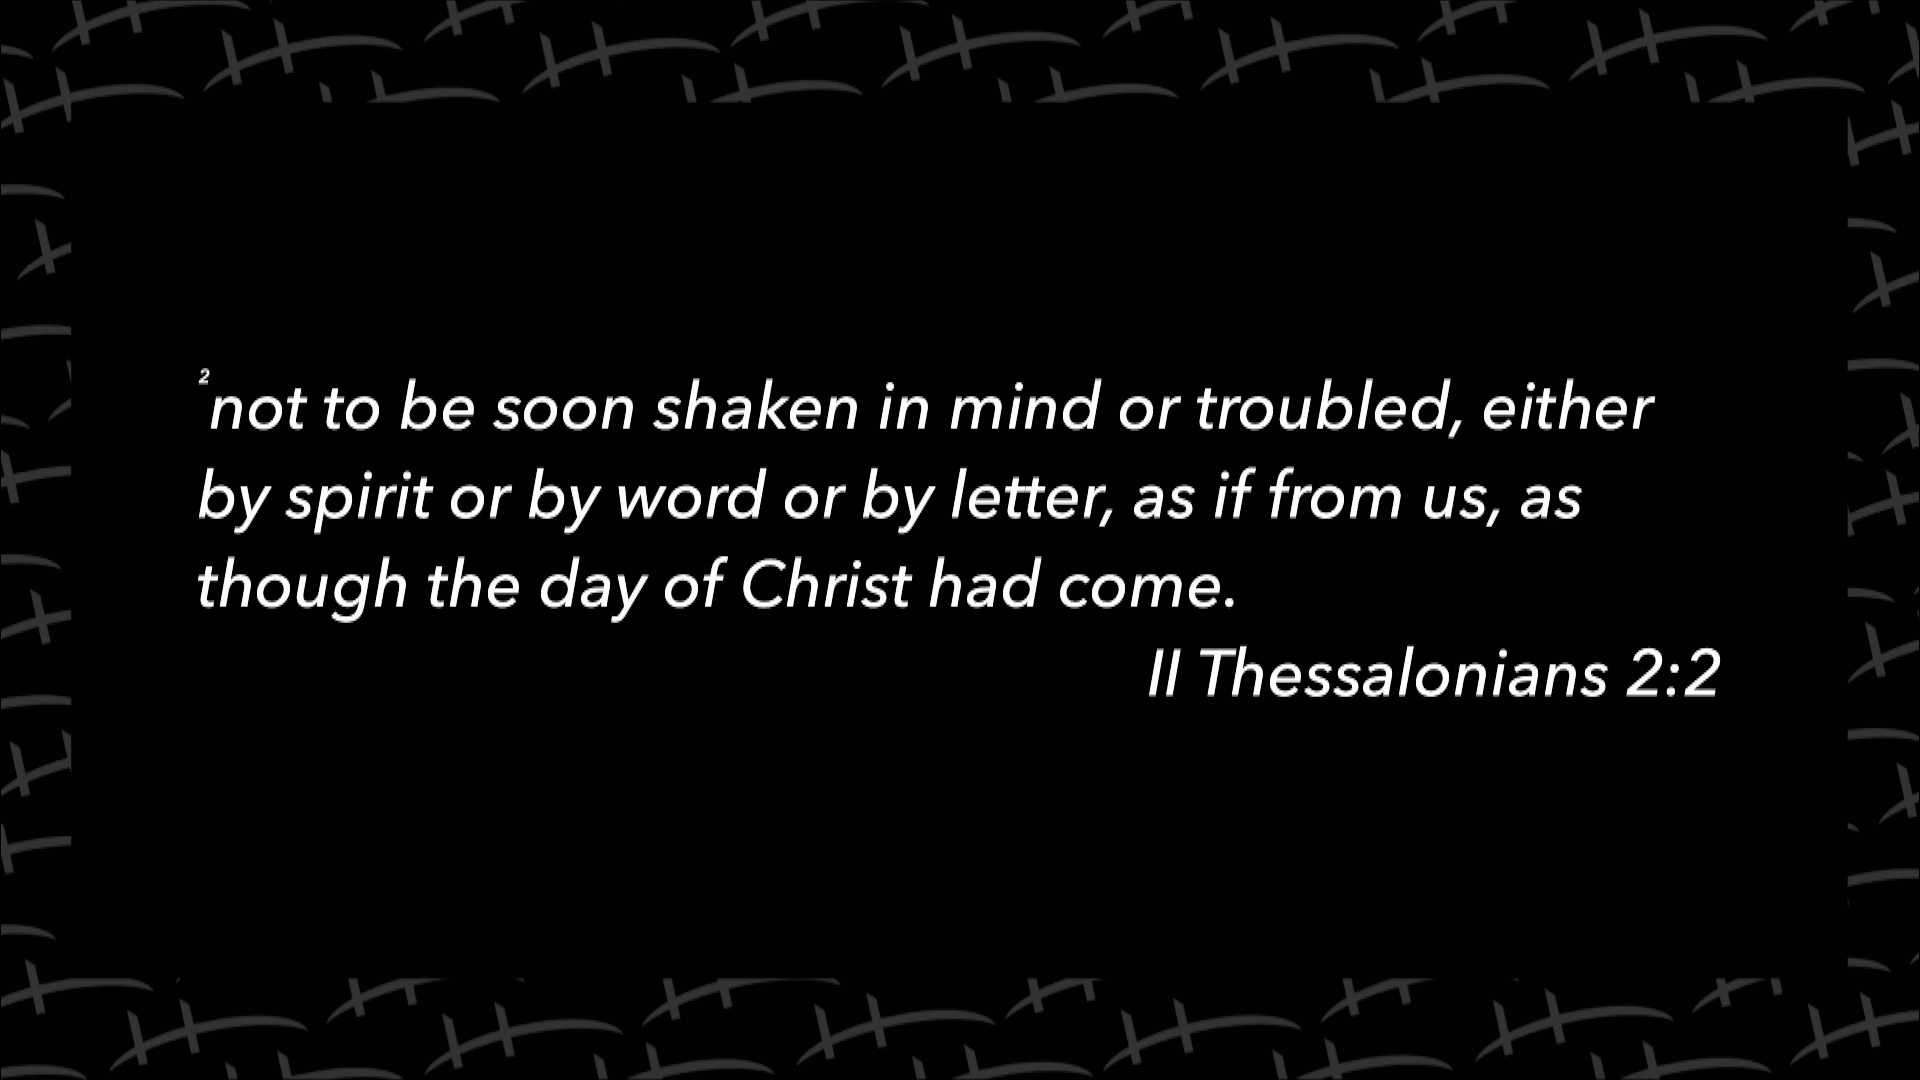 ²not to be soon shaken in mind or troubled, either
by spirit or by word or by letter, as if from us, as
though the day of Christ had come.
II Thessalonians 2:2